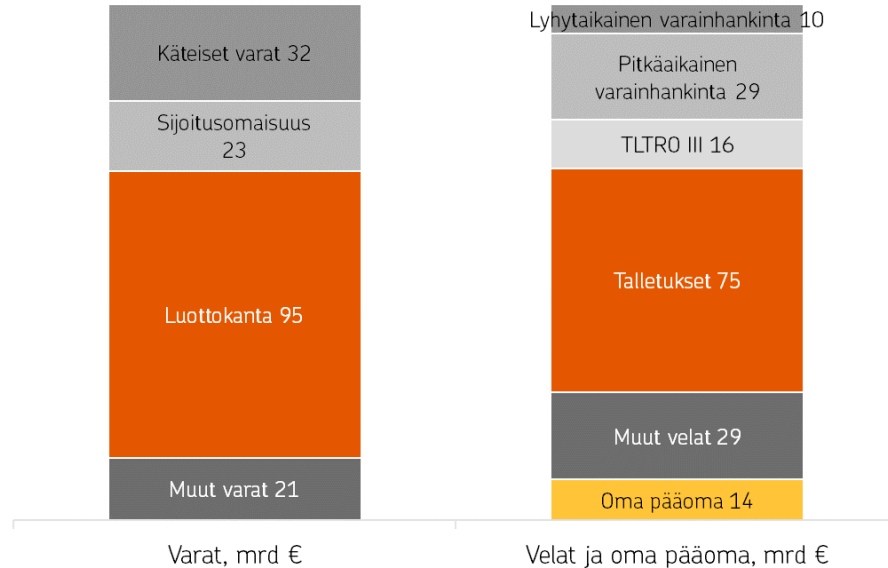 Käteiset varat 32
Sijoitusomaisuus
23
Luottokanta 95
Muut varat 21
Varat, mrd €
Lyhytaikainen varainhankinta 10
Pitkäaikainen
varainhankinta 29
TLTRO III 16
Talletukset 75
Muut velat 29
Oma pääoma 14
Velat ja oma pääoma, mrd €